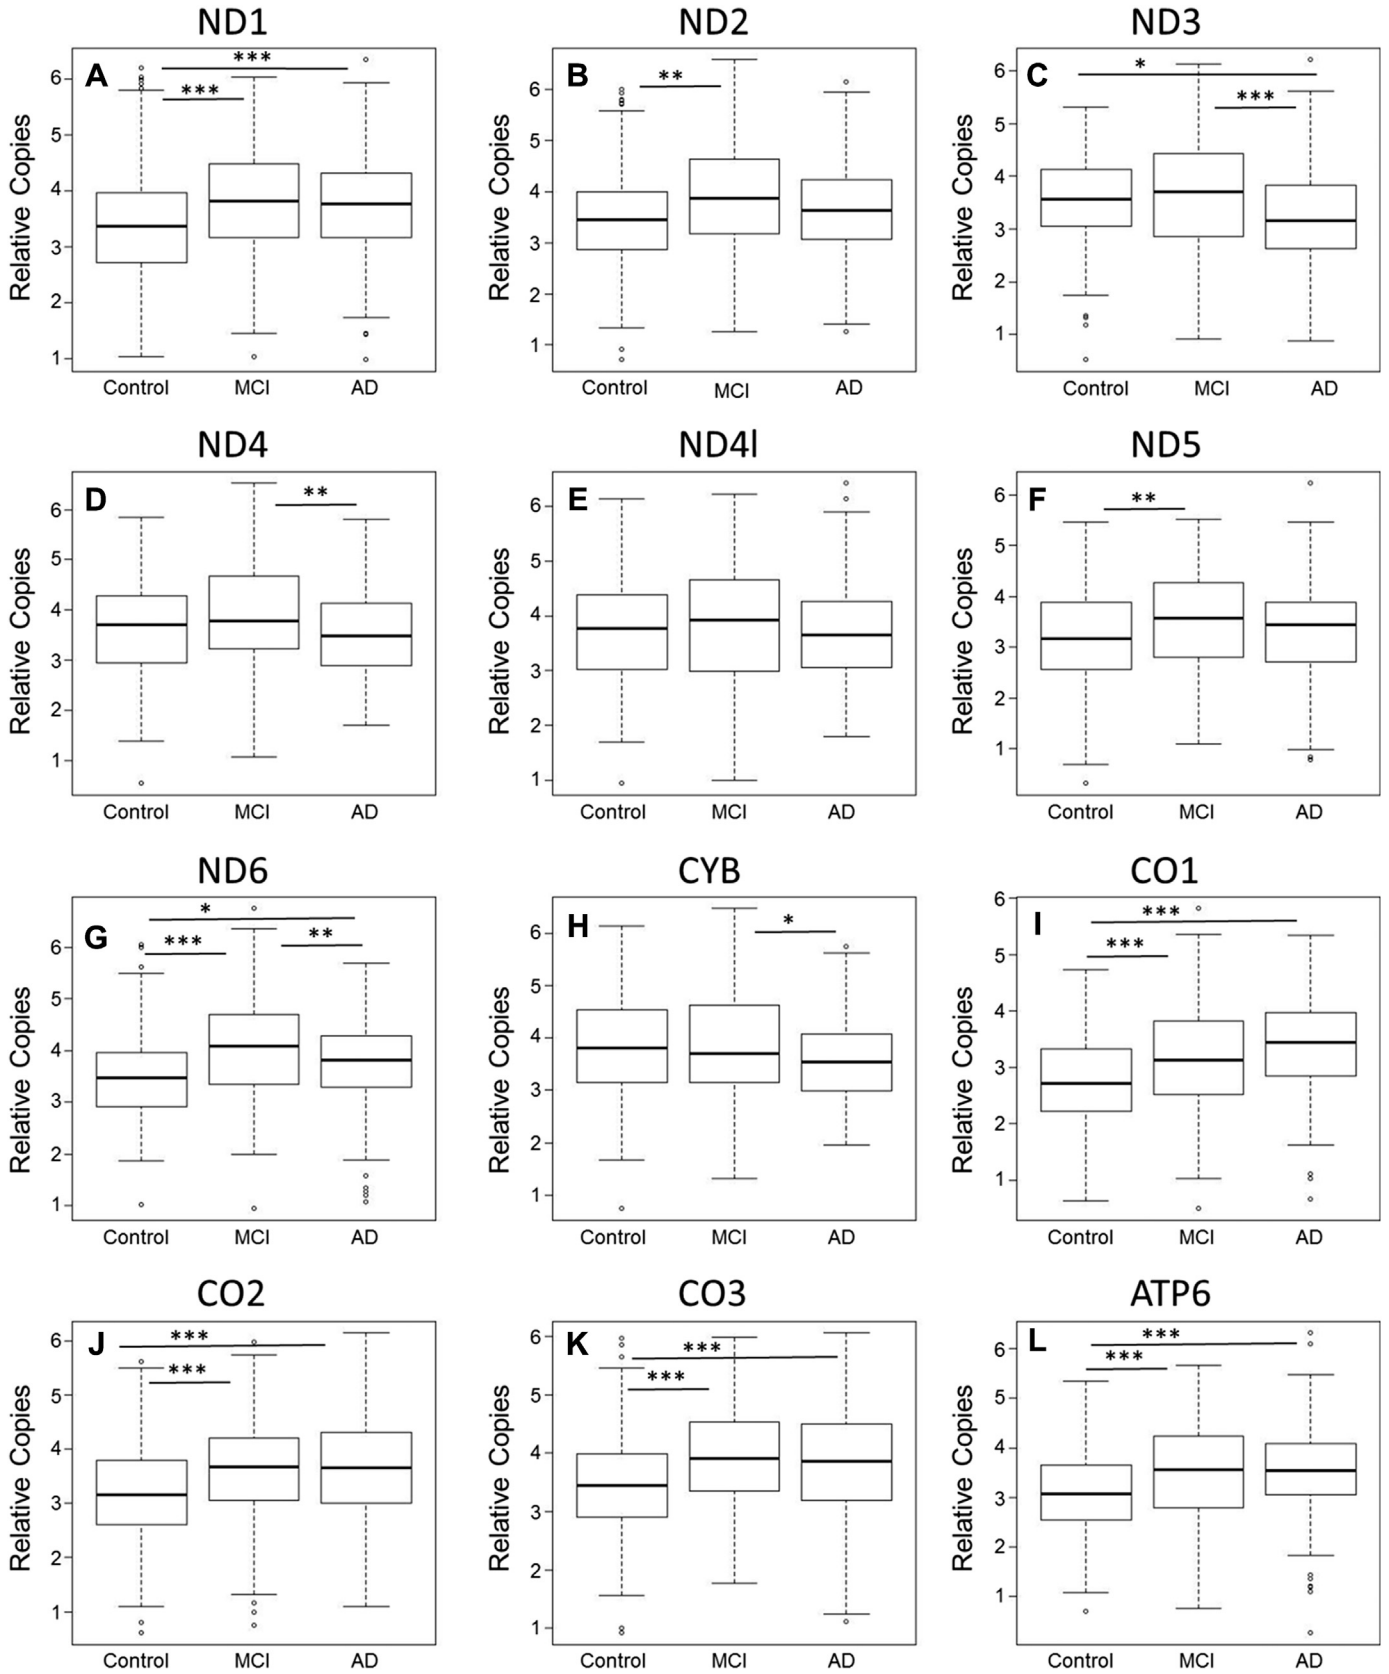 ND1 ND2 ND3
A *** *** B ** C * ***
Relative Copies 6 5 4 3 2 1
Relative Copies 6 5 4 3 2 1
Relative Copies 6 5 4 3 2 1
Control MCI AD Control MCI AD Control MCI AD
ND4 ND4l ND5
D ** E F **
Relative Copies 6 5 4 3 2 1
Relative Copies 6 5 4 3 2 1
Relative Copies 6 5 4 3 2 1
Control MCI AD Control MCI AD Control MCI AD
ND6 CYB CO1
G * *** ** H * I *** ***
Relative Copies 6 5 4 3 2 1
Relative Copies 6 5 4 3 2 1
Relative Copies 6 5 4 3 2 1
Control MCI AD Control MCI AD Control MCI AD
CO2 CO3 ATP6
J *** *** K *** *** L *** ***
Relative Copies 6 5 4 3 2 1
Relative Copies 6 5 4 3 2 1
Relative Copies 6 5 4 3 2 1
Control MCI AD Control MCI AD Control MCI AD